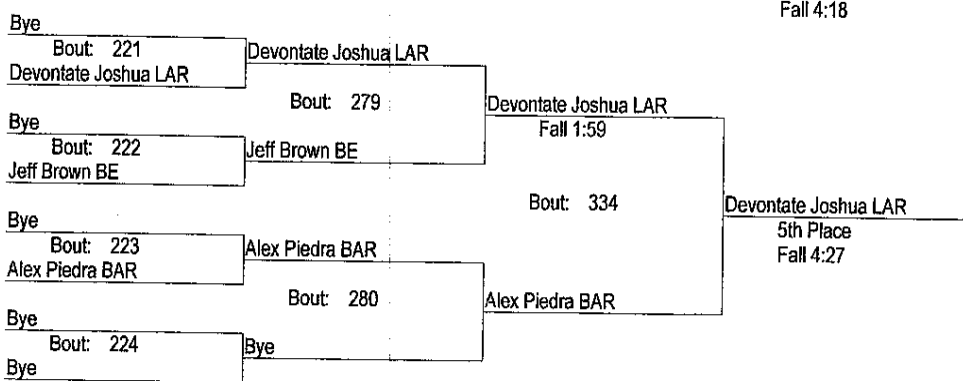 Fall 4:18
Bye
Bout: 221
Devontate Joshua LAR
Devontate Joshua LAR
Bout: 279
Devontate Joshua LAR
Fall 1:59
Bye
Bout: 222
Jeff Brown BE
Jeff Brown BE
Bout: 334
Devontate Joshua LAR
5th Place
Fall 4:27
Bye
Bout: 223
Alex Piedra BAR
Alex Piedra BAR
Bout: 280
Alex Piedra BAR
Bye
Bout: 224
Bye
Bye